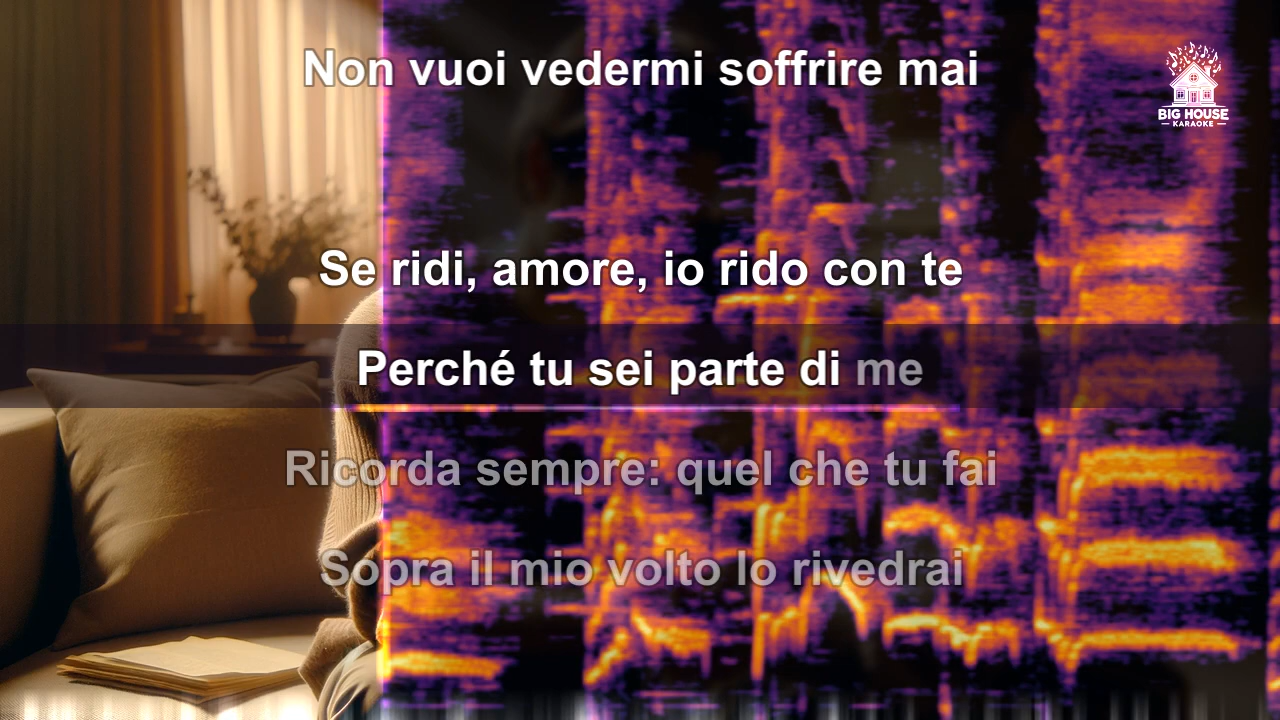 Non vuoi vedermi soffrire mai
BIG HOUSE
KARAOKE
Se ridi, amore, io rido con te
Perché tu sei parte di me
Ricorda sempre: quel che tu fai
Sopra il mio volto lo rivedrai